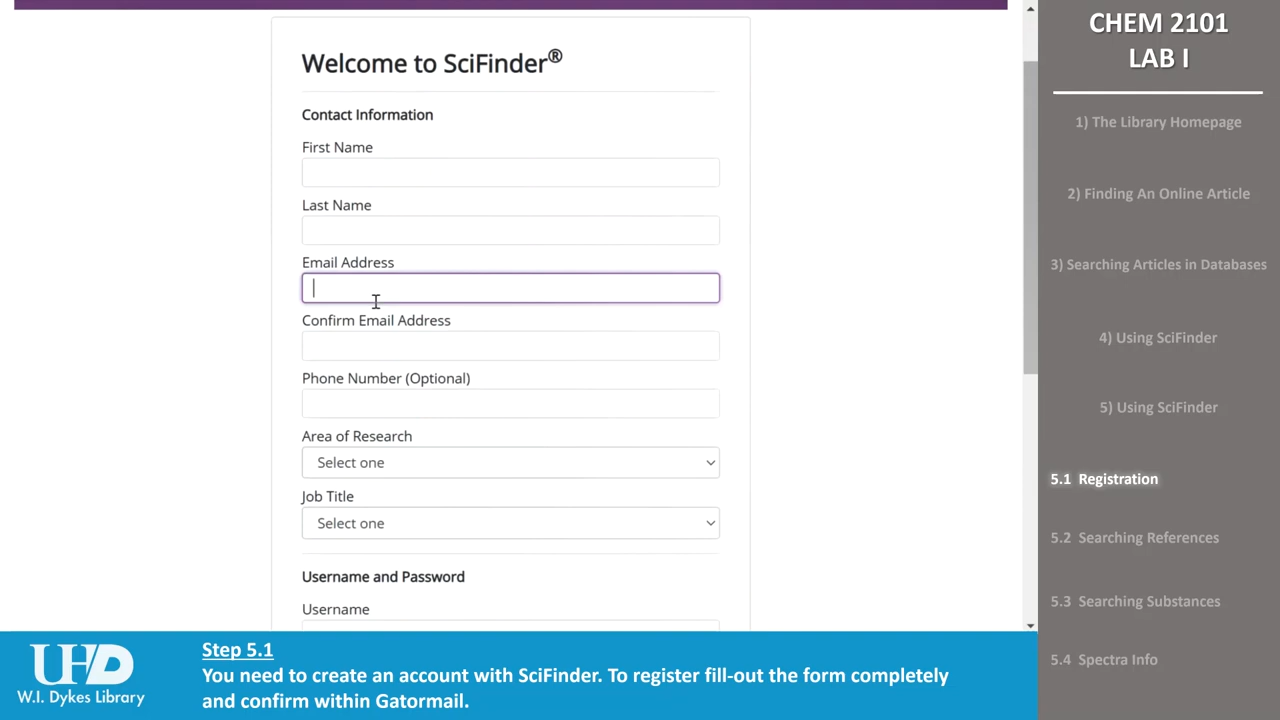 Welcome to SciFinder®
Contact Information
First Name
Last Name
Email Address
Confirm Email Address
Phone Number (Optional)
Area of Research
Select one
Job Title
Select one
Username and Password
Username
CHEM 2101
LAB I
1) The Library Homepage
2) Finding An Online Article
3) Searching Articles in Databases
4) Using SciFinder
5) Using SciFinder
5.1 Registration
5.2 Searching References
5.3 Searching Substances
5.4 Spectra Info
UHD
W.I. Dykes Library
Step 5.1
You need to create an account with SciFinder. To register fill-out the form completely
and confirm within Gatormail.